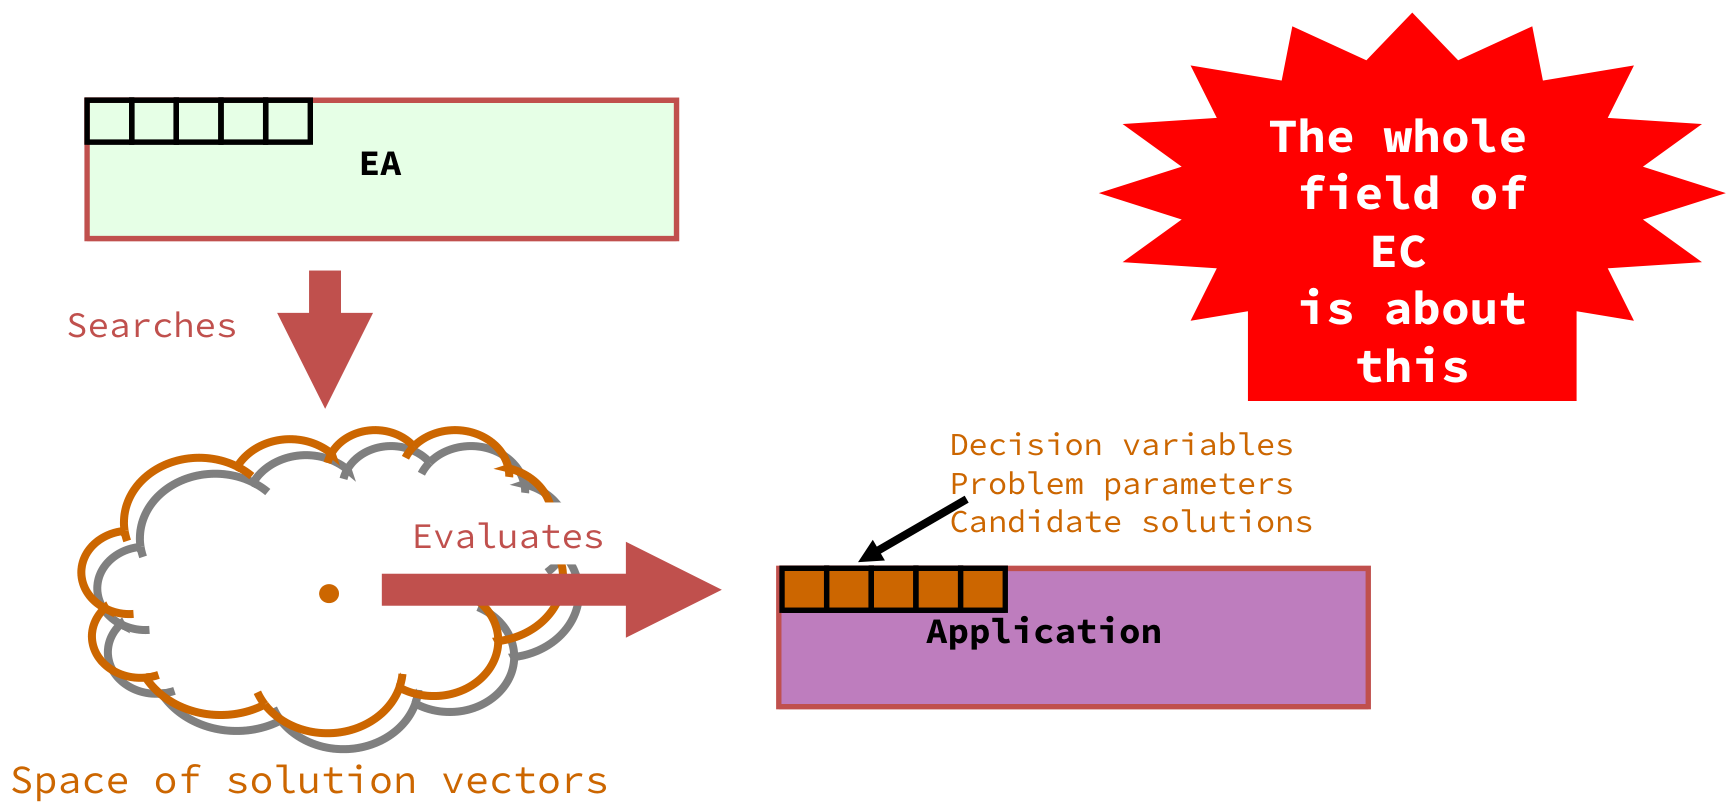 The whole
field of
EC
is about
this
EA
Searches
Decision variables
Problem parameters
Candidate solutions
Evaluates
Application
Space of solution vectors